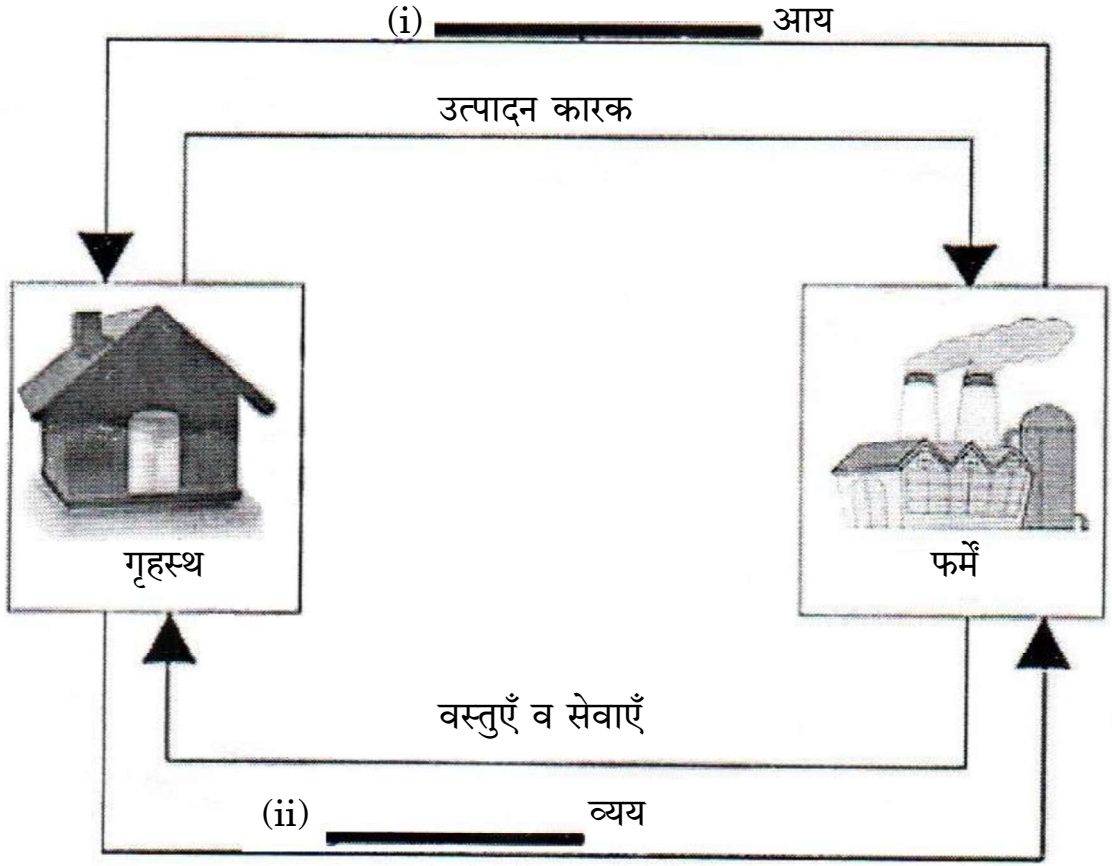 (i) ▬▬▬ आय
उत्पादन कारक
गृहस्थ
फर्में
वस्तुएँ व सेवाएँ
(ii) ▬▬▬ व्यय